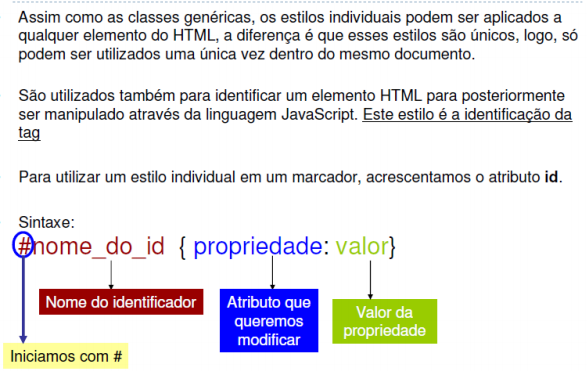 Assim como as classes genéricas, os estilos individuais podem ser aplicados a
qualquer elemento do HTML, a diferença é que esses estilos são únicos, logo, só
podem ser utilizados uma única vez dentro do mesmo documento.
São utilizados também para identificar um elemento HTML para posteriormente
ser manipulado através da linguagem JavaScript. Este estilo é a identificação da
tag
Para utilizar um estilo individual em um marcador, acrescentamos o atributo id.
Sintaxe:
#nome_do_id { propriedade: valor}
Nome do identificador
Atributo que
queremos
modificar
Valor da
propriedade
Iniciamos com #